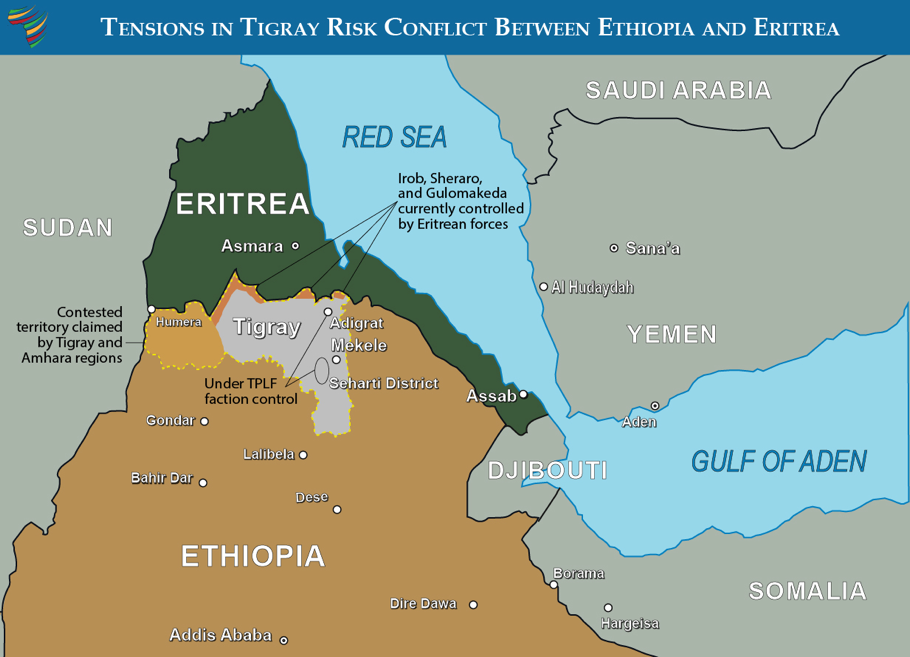 TENSIONS IN TIGRAY RISK CONFLICT BETWEEN ETHIOPIA AND ERITREA
SAUDI ARABIA
RED SEA
Irob, Sheraro,
and Gulomakeda
currently controlled
by Eritrean forces
ERITREA
SUDAN
Asmara
Sana'a
Al Hudaydah
Contested
territory claimed
by Tigray and
Amhara regions
Humera
Tigray
Adigrat
YEMEN
Mekele
Under TPLF
faction control
Seharti District
Assab
Aden
Gondar
Lalibela
GULF OF ADEN
DJIBOUTI
Bahir Dar
Dese
ETHIOPIA
Borama
SOMALIA
Dire Dawa
Hargeisa
Addis Ababa